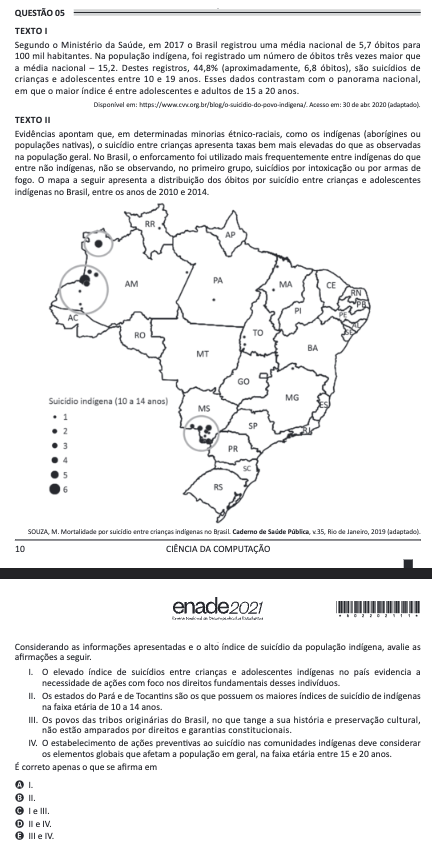 QUESTÃO 05
TEXTO I
Segundo o Ministério da Saúde, em 2017 o Brasil registrou uma média nacional de 5,7 óbitos para
100 mil habitantes. Na população indígena, foi registrado um número de óbitos três vezes maior que
a média nacional – 15,2. Destes registros, 44,8% (aproximadamente, 6,8 óbitos), são suicídios de
crianças e adolescentes entre 10 e 19 anos. Esses dados contrastam com o panorama nacional,
em que o maior índice é entre adolescentes e adultos de 15 a 20 anos.
Disponível em: https://www.cvv.org.br/blog/o-suicidio-do-povo-indigena/. Acesso em: 30 de abr. 2020 (adaptado).
TEXTO II
Evidências apontam que, em determinadas minorias étnico-raciais, como os indígenas (aborígines ou
populações nativas), o suicídio entre crianças apresenta taxas bem mais elevadas do que as observadas
na população geral. No Brasil, o enforcamento foi utilizado mais frequentemente entre indígenas do que
entre não indígenas, não se observando, no primeiro grupo, suicídios por intoxicação ou por armas de
fogo. O mapa a seguir apresenta a distribuição dos óbitos por suicídio entre crianças e adolescentes
indígenas no Brasil, entre os anos de 2010 e 2014.
RR
AP
AM
PA
MA
CE
RN
PB
PE
AL
SE
PI
AC
RO
TO
BA
MT
GO
MG
ES
MS
SP
RJ
PR
SC
RS
Suicídio indígena (10 a 14 anos)
1
2
3
4
5
6
SOUZA, M. Mortalidade por suicídio entre crianças indígenas no Brasil. Caderno de Saúde Pública, v.35, Rio de Janeiro, 2019 (adaptado).
10 CIÊNCIA DA COMPUTAÇÃO
enade2021
Exame Nacional de Desempenho dos Estudantes
Considerando as informações apresentadas e o alto índice de suicídio da população indígena, avalie as
afirmações a seguir.
I. O elevado índice de suicídios entre crianças e adolescentes indígenas no país evidencia a
necessidade de ações com foco nos direitos fundamentais desses indivíduos.
II. Os estados do Pará e de Tocantins são os que possuem os maiores índices de suicídio de indígenas
na faixa etária de 10 a 14 anos.
III. Os povos das tribos originárias do Brasil, no que tange a sua história e preservação cultural,
não estão amparados por direitos e garantias constitucionais.
IV. O estabelecimento de ações preventivas ao suicídio nas comunidades indígenas deve considerar
os elementos globais que afetam a população em geral, na faixa etária entre 15 e 20 anos.
É correto apenas o que se afirma em
A I.
B II.
C I e III.
D II e IV.
E III e IV.